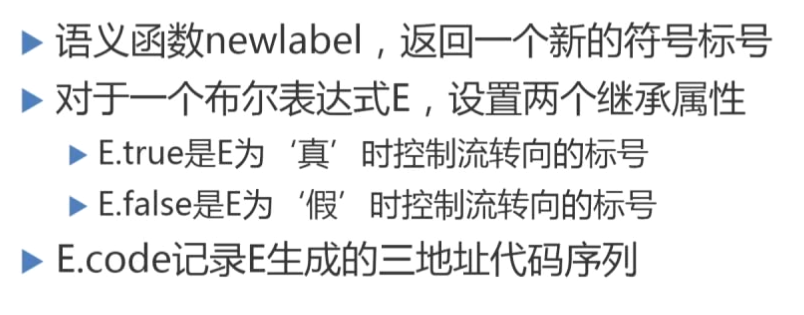 语义函数newlabel，返回一个新的符号标号
对于一个布尔表达式E，设置两个继承属性
E.true是E为‘真’时控制流转向的标号
E.false是E为‘假’时控制流转向的标号
E.code记录E生成的三地址代码序列